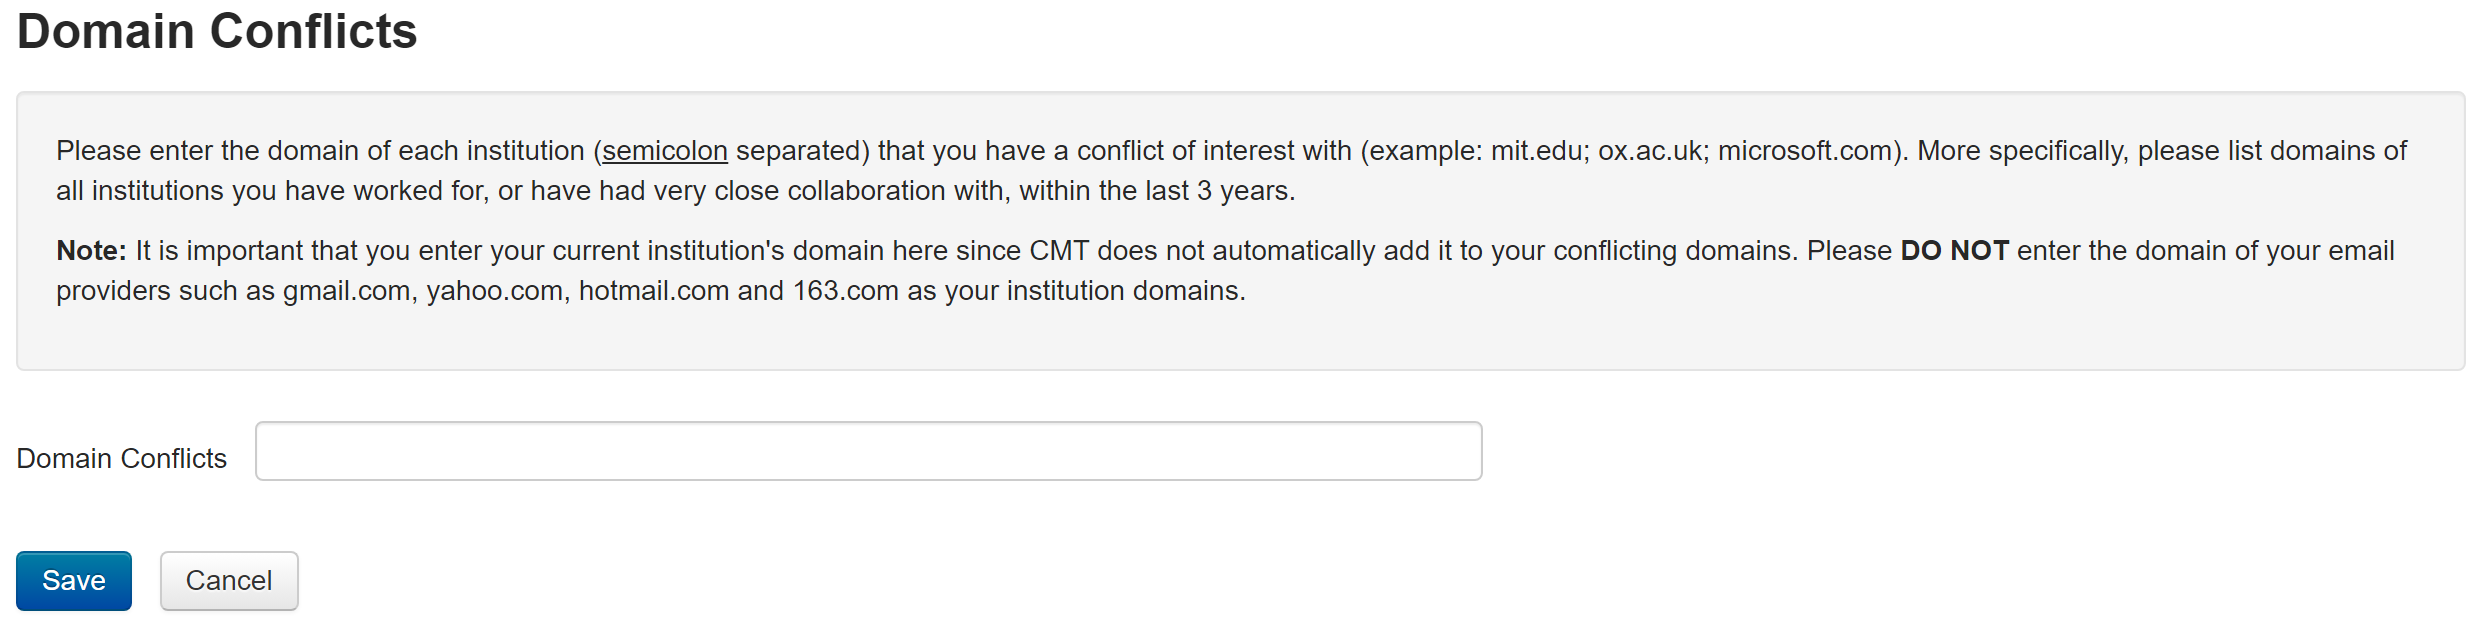 Domain Conflicts
Please enter the domain of each institution (semicolon separated) that you have a conflict of interest with (example: mit.edu; ox.ac.uk; microsoft.com). More specifically, please list domains of
all institutions you have worked for, or have had very close collaboration with, within the last 3 years.
Note: It is important that you enter your current institution's domain here since CMT does not automatically add it to your conflicting domains. Please DO NOT enter the domain of your email
providers such as gmail.com, yahoo.com, hotmail.com and 163.com as your institution domains.
Domain Conflicts
Save Cancel